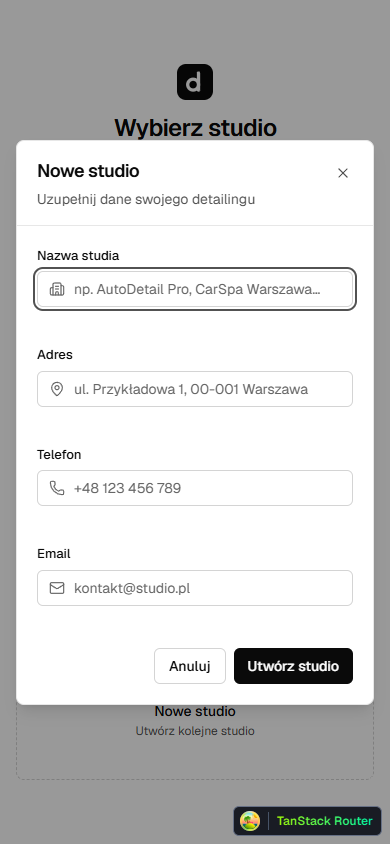 d
Wybierz studio
Nowe studio
Uzupełnij dane swojego detailingu
Nazwa studia
np. AutoDetail Pro, CarSpa Warszawa...
Adres
ul. Przykładowa 1, 00-001 Warszawa
Telefon
+48 123 456 789
Email
kontakt@studio.pl
Anuluj
Utwórz studio
Nowe studio
Utwórz kolejne studio
TanStack Router